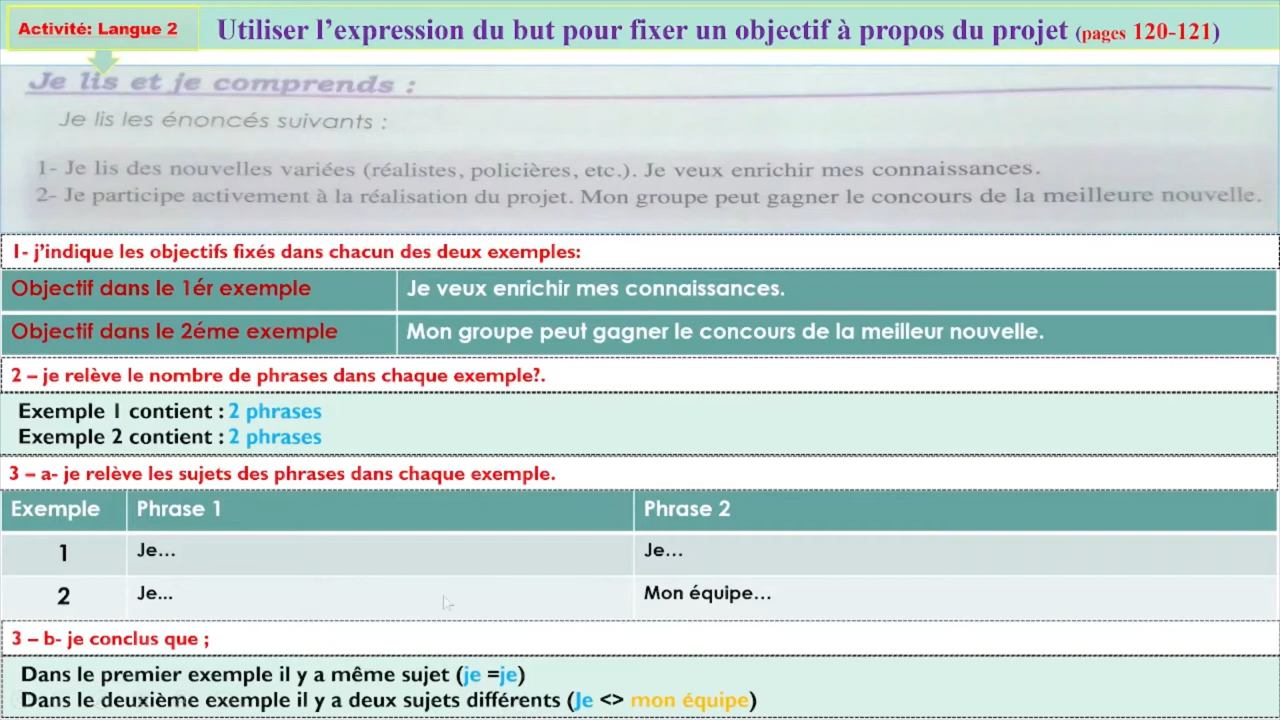 Activité: Langue 2
Utiliser l’expression du but pour fixer un objectif à propos du projet (pages 120-121)
Je lis et je comprends :
Je lis les énoncés suivants :
1- Je lis des nouvelles variées (réalistes, policières, etc.). Je veux enrichir mes connaissances.
2- Je participe activement à la réalisation du projet. Mon groupe peut gagner le concours de la meilleure nouvelle.
1- j’indique les objectifs fixés dans chacun des deux exemples:
Objectif dans le 1ér exemple
Je veux enrichir mes connaissances.
Objectif dans le 2éme exemple
Mon groupe peut gagner le concours de la meilleur nouvelle.
2 – je relève le nombre de phrases dans chaque exemple?.
Exemple 1 contient : 2 phrases
Exemple 2 contient : 2 phrases
3 – a- je relève les sujets des phrases dans chaque exemple.
Exemple Phrase 1 Phrase 2
1 Je... Je...
2 Je... Mon équipe...
3 – b- je conclus que ;
Dans le premier exemple il y a même sujet (je =je)
Dans le deuxième exemple il y a deux sujets différents (Je <> mon équipe)